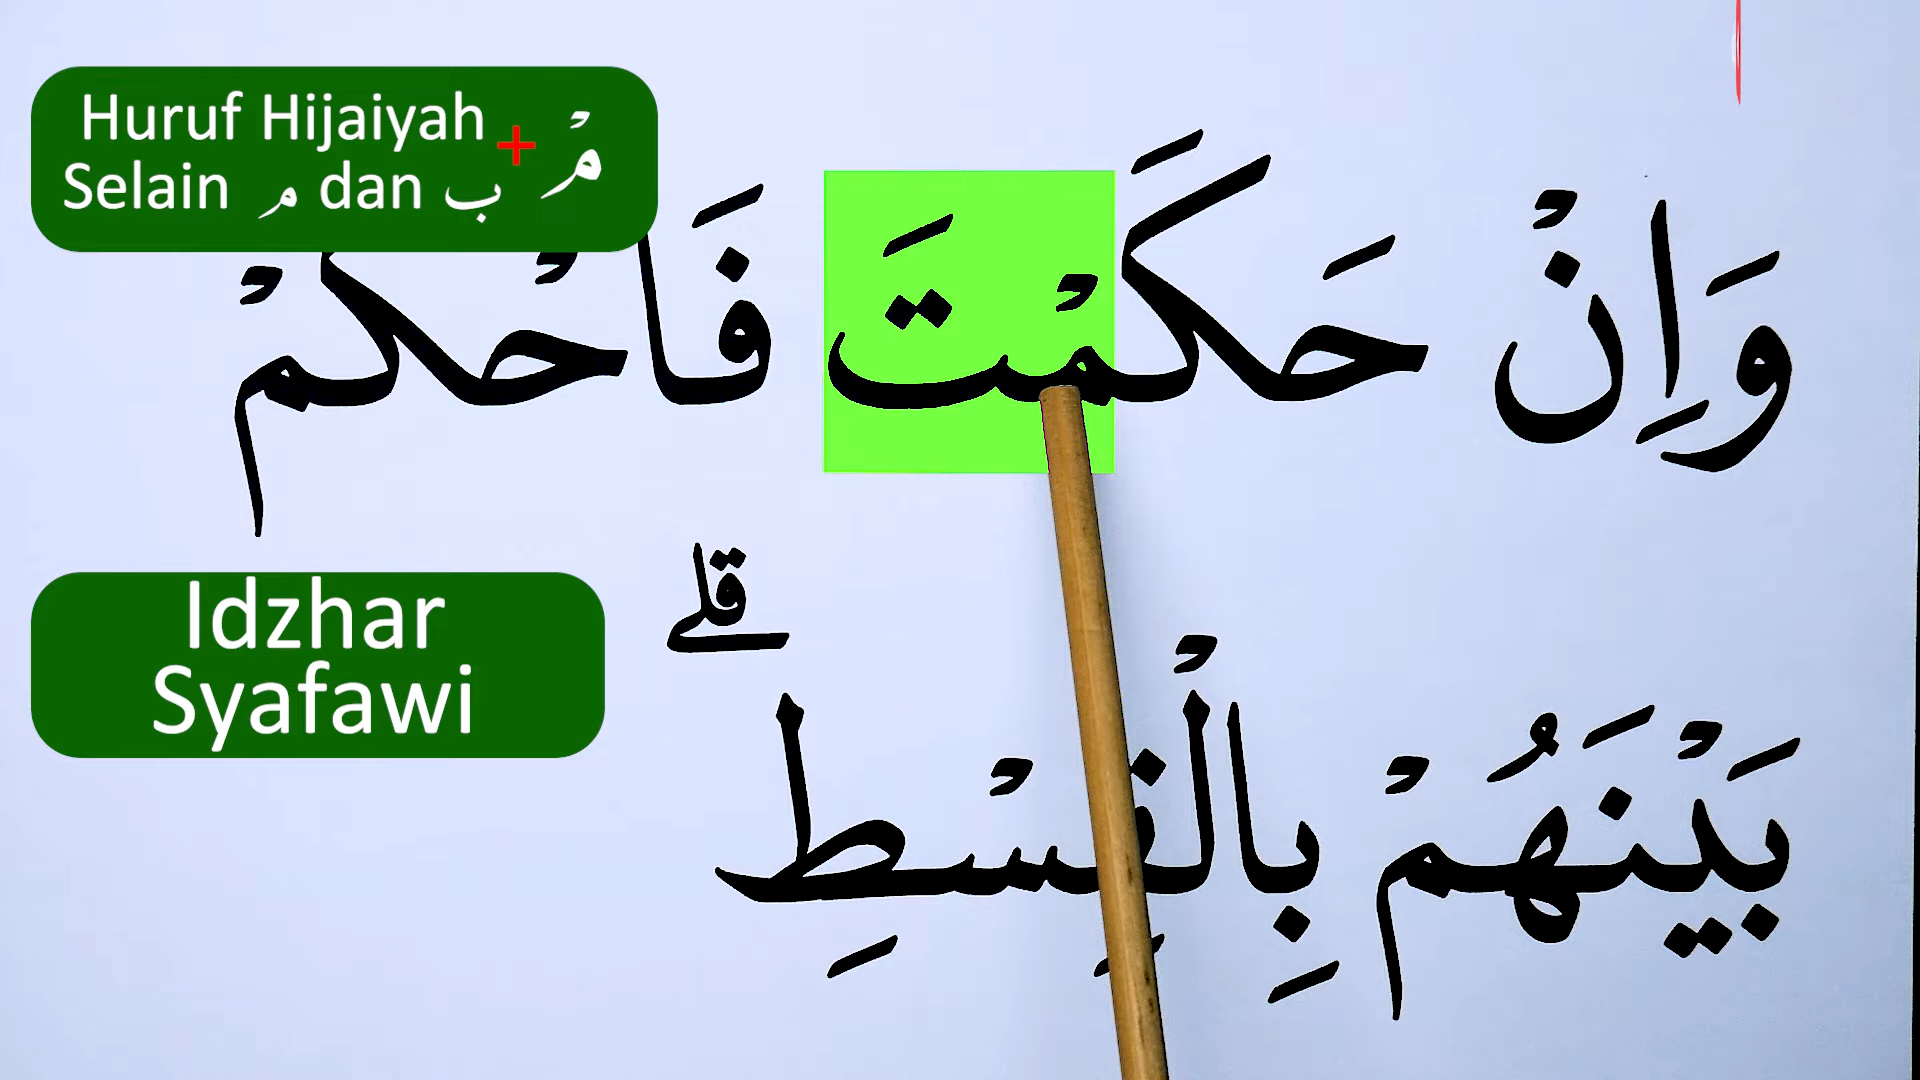 Huruf Hijaiyah + مْ
Selain م dan ب
وَاِنْ حَكَمْتَ فَاحْكُمْ
Idzhar
Syafawi
قلے
بَيْنَهُمْ بِالْقِسْطِ